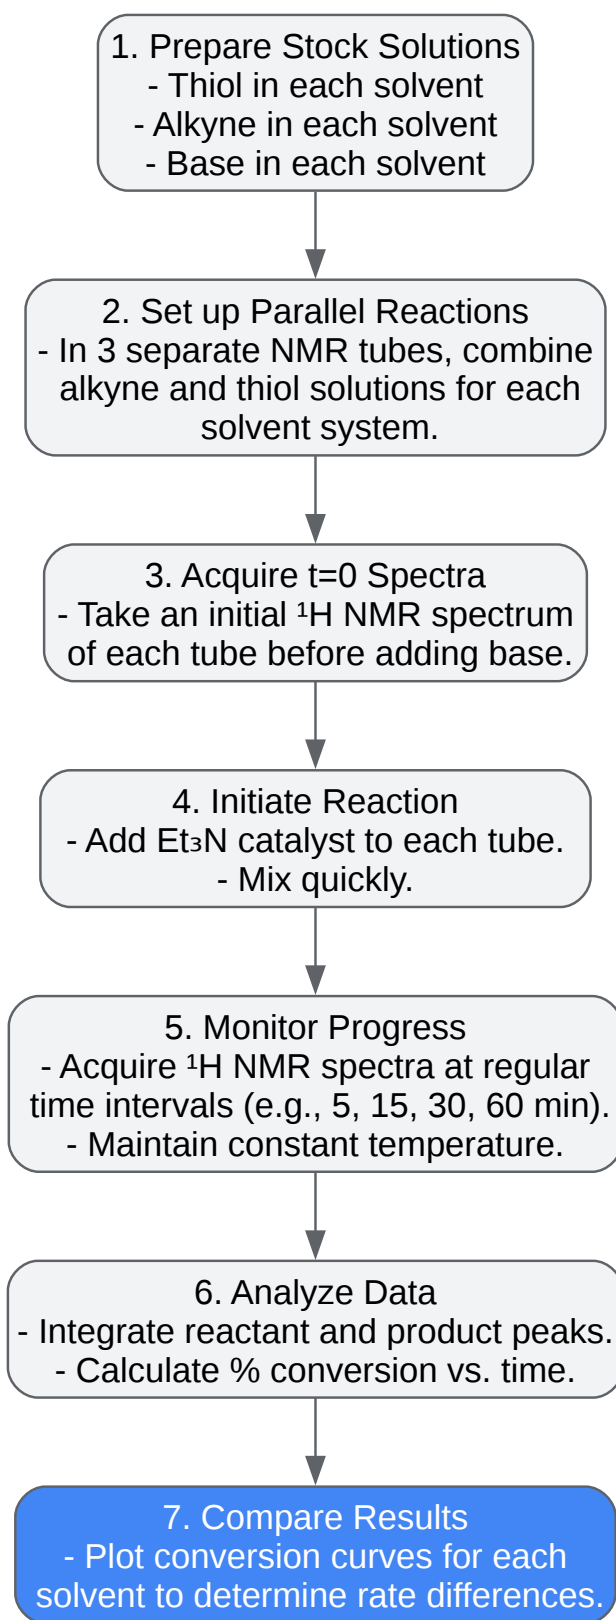 1. Prepare Stock Solutions
- Thiol in each solvent
- Alkyne in each solvent
- Base in each solvent
2. Set up Parallel Reactions
- In 3 separate NMR tubes, combine
alkyne and thiol solutions for each
solvent system.
3. Acquire t=0 Spectra
- Take an initial ¹H NMR spectrum
of each tube before adding base.
4. Initiate Reaction
- Add Et₃N catalyst to each tube.
- Mix quickly.
5. Monitor Progress
- Acquire ¹H NMR spectra at regular
time intervals (e.g., 5, 15, 30, 60 min).
- Maintain constant temperature.
6. Analyze Data
- Integrate reactant and product peaks.
- Calculate % conversion vs. time.
7. Compare Results
- Plot conversion curves for each
solvent to determine rate differences.